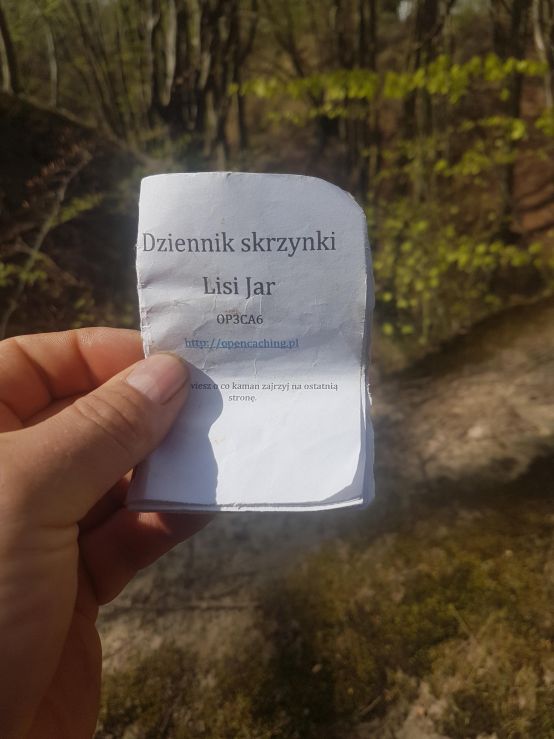 Dziennik skrzynki
Lisi Jar
OP3CA6
http://opencaching.pl
wiesz o co kaman zajrzyj na ostatnią
stronę.